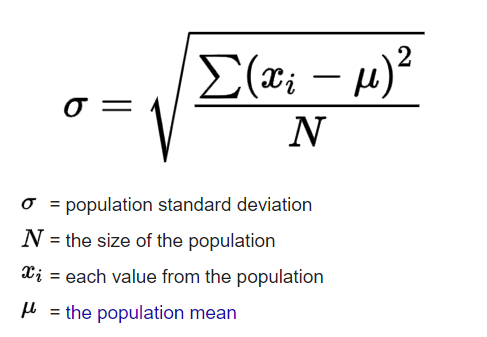 σ = √(∑(xᵢ − μ)² / N)
σ = population standard deviation
N = the size of the population
xᵢ = each value from the population
μ = the population mean